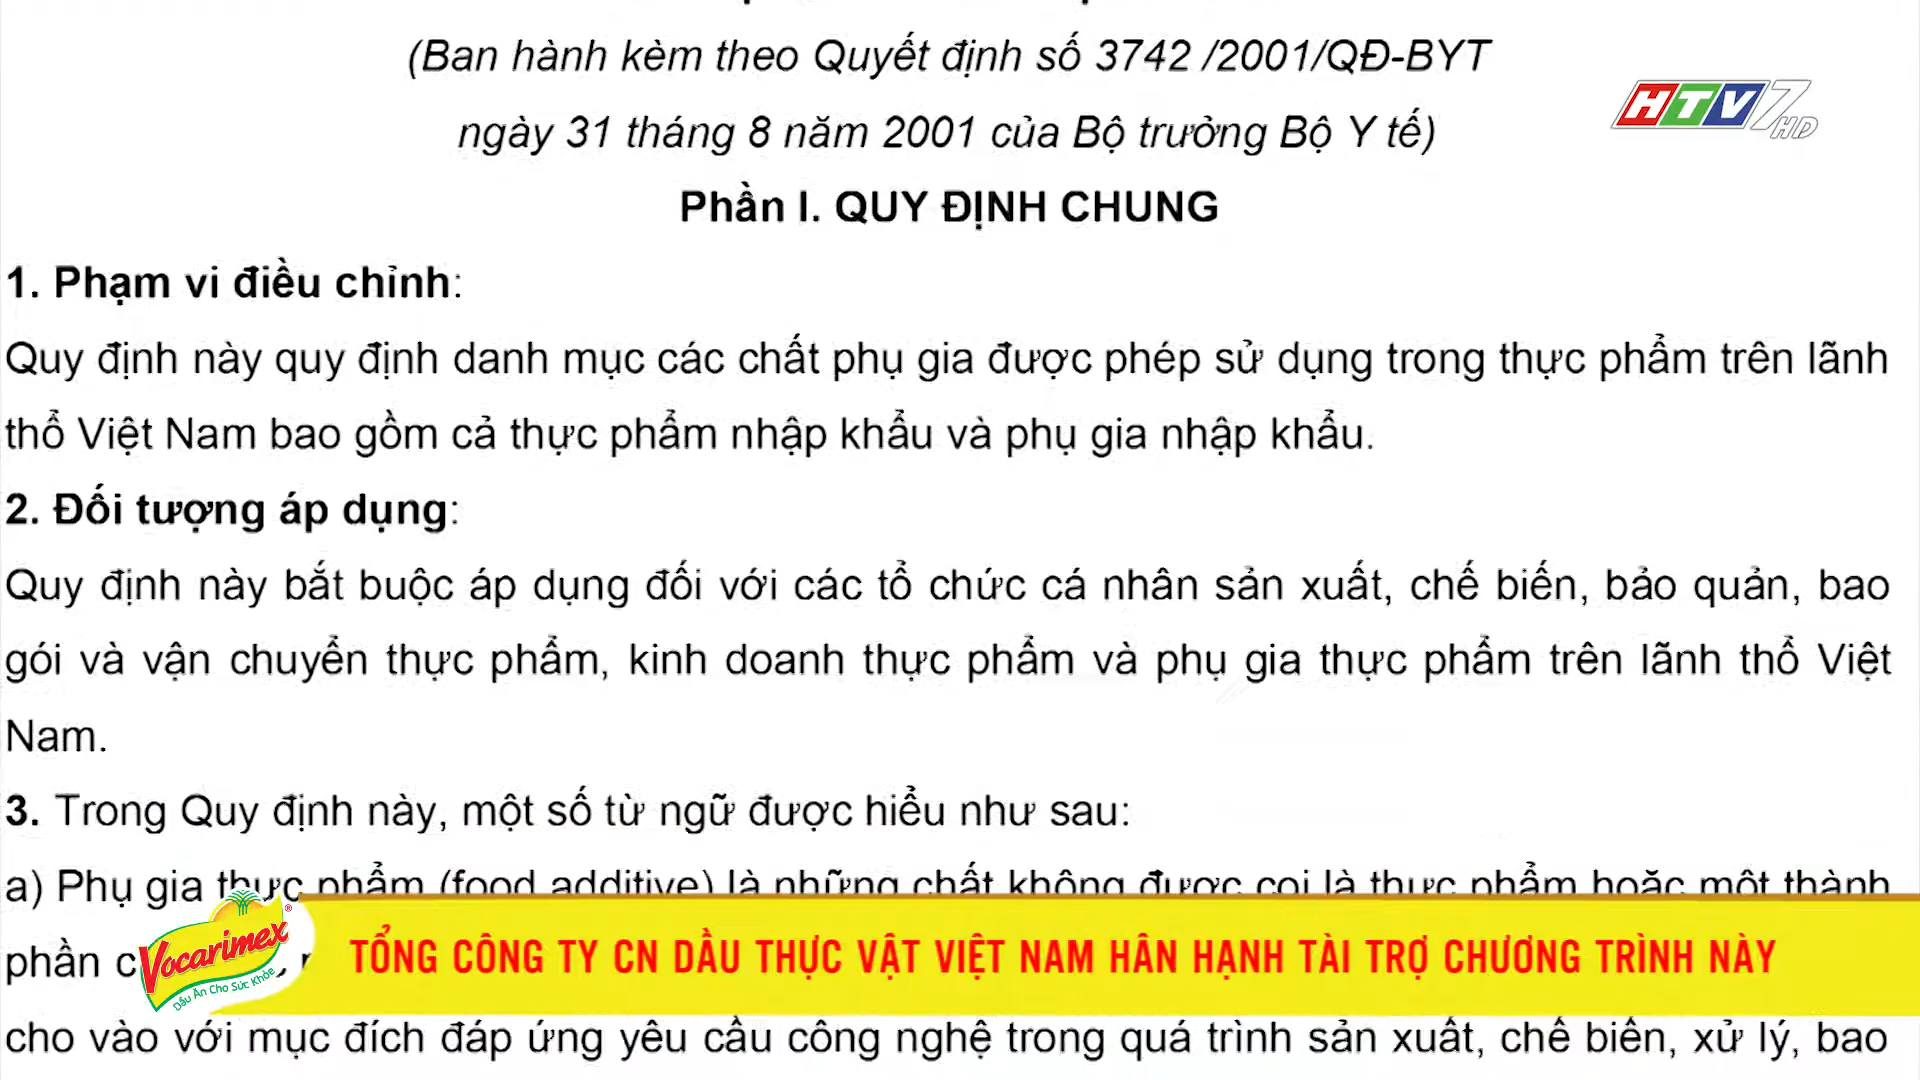 (Ban hành kèm theo Quyết định số 3742 /2001/QĐ-BYT
ngày 31 tháng 8 năm 2001 của Bộ trưởng Bộ Y tế)
HTV7 HD
Phần I. QUY ĐỊNH CHUNG
1. Phạm vi điều chỉnh:
Quy định này quy định danh mục các chất phụ gia được phép sử dụng trong thực phẩm trên lãnh
thổ Việt Nam bao gồm cả thực phẩm nhập khẩu và phụ gia nhập khẩu.
2. Đối tượng áp dụng:
Quy định này bắt buộc áp dụng đối với các tổ chức cá nhân sản xuất, chế biến, bảo quản, bao
gói và vận chuyển thực phẩm, kinh doanh thực phẩm và phụ gia thực phẩm trên lãnh thổ Việt
Nam.
3. Trong Quy định này, một số từ ngữ được hiểu như sau:
a) Phụ gia thực phẩm (food additive) là những chất không được coi là thực phẩm hoặc một thành
phần
Vocarimex®
Dầu Ăn Cho Sức Khỏe
TỔNG CÔNG TY CN DẦU THỰC VẬT VIỆT NAM HÂN HẠNH TÀI TRỢ CHƯƠNG TRÌNH NÀY
cho vào với mục đích đáp ứng yêu cầu công nghệ trong quá trình sản xuất, chế biến, xử lý, bao